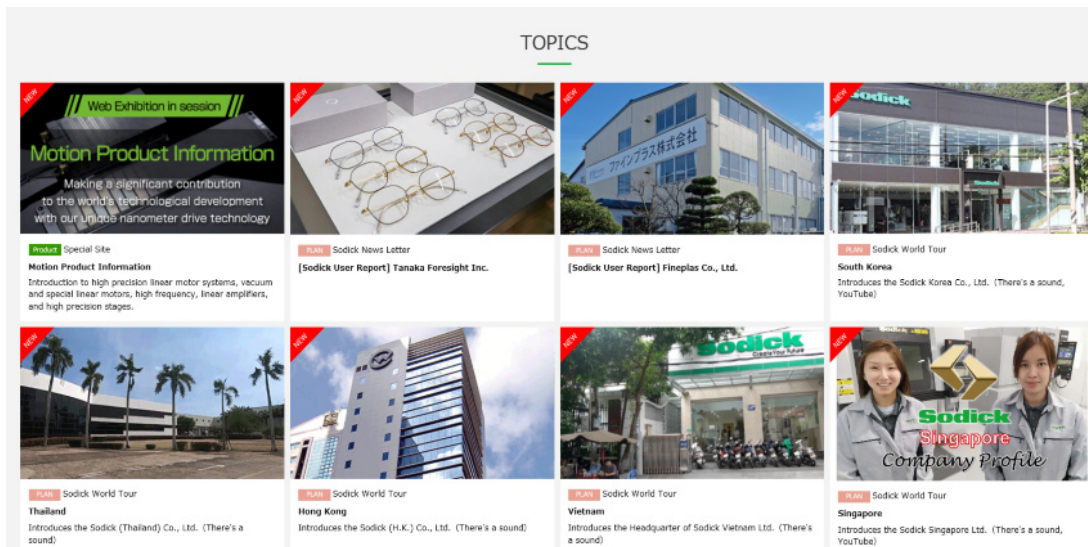 TOPICS
NEW
Web Exhibition in session
Motion Product Information
Making a significant contribution
to the world's technological development
with our unique nanometer drive technology
Product Special Site
Motion Product Information
Introduction to high precision linear motor systems, vacuum
and special linear motors, high frequency, linear amplifiers,
and high precision stages.
NEW
PLAN Sodick News Letter
[Sodick User Report] Tanaka Foresight Inc.
NEW
ファインプラス株式会社
PLAN Sodick News Letter
[Sodick User Report] Fineplas Co., Ltd.
NEW
Sodick
Sodick
PLAN Sodick World Tour
South Korea
Introduces the Sodick Korea Co., Ltd. (There's a sound,
YouTube)
NEW
PLAN Sodick World Tour
Thailand
Introduces the Sodick (Thailand) Co., Ltd. (There's a
sound)
NEW
PLAN Sodick World Tour
Hong Kong
Introduces the Sodick (H.K.) Co., Ltd. (There's a sound)
NEW
Sodick
Create Your Future
PLAN Sodick World Tour
Vietnam
Introduces the Headquarter of Sodick Vietnam Ltd. (There's
a sound)
NEW
Sodick
Singapore
Company Profile
PLAN Sodick World Tour
Singapore
Introduces the Sodick Singapore Ltd. (There's a sound,
YouTube)